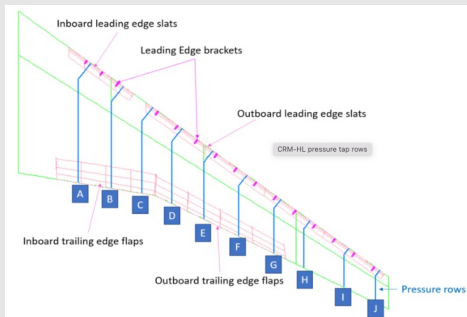 Inboard leading edge slats
Leading Edge brackets
Outboard leading edge slats
CRM-HL pressure tap rows
A
B
C
D
E
F
G
H
I
J
Inboard trailing edge flaps
Outboard trailing edge flaps
Pressure rows